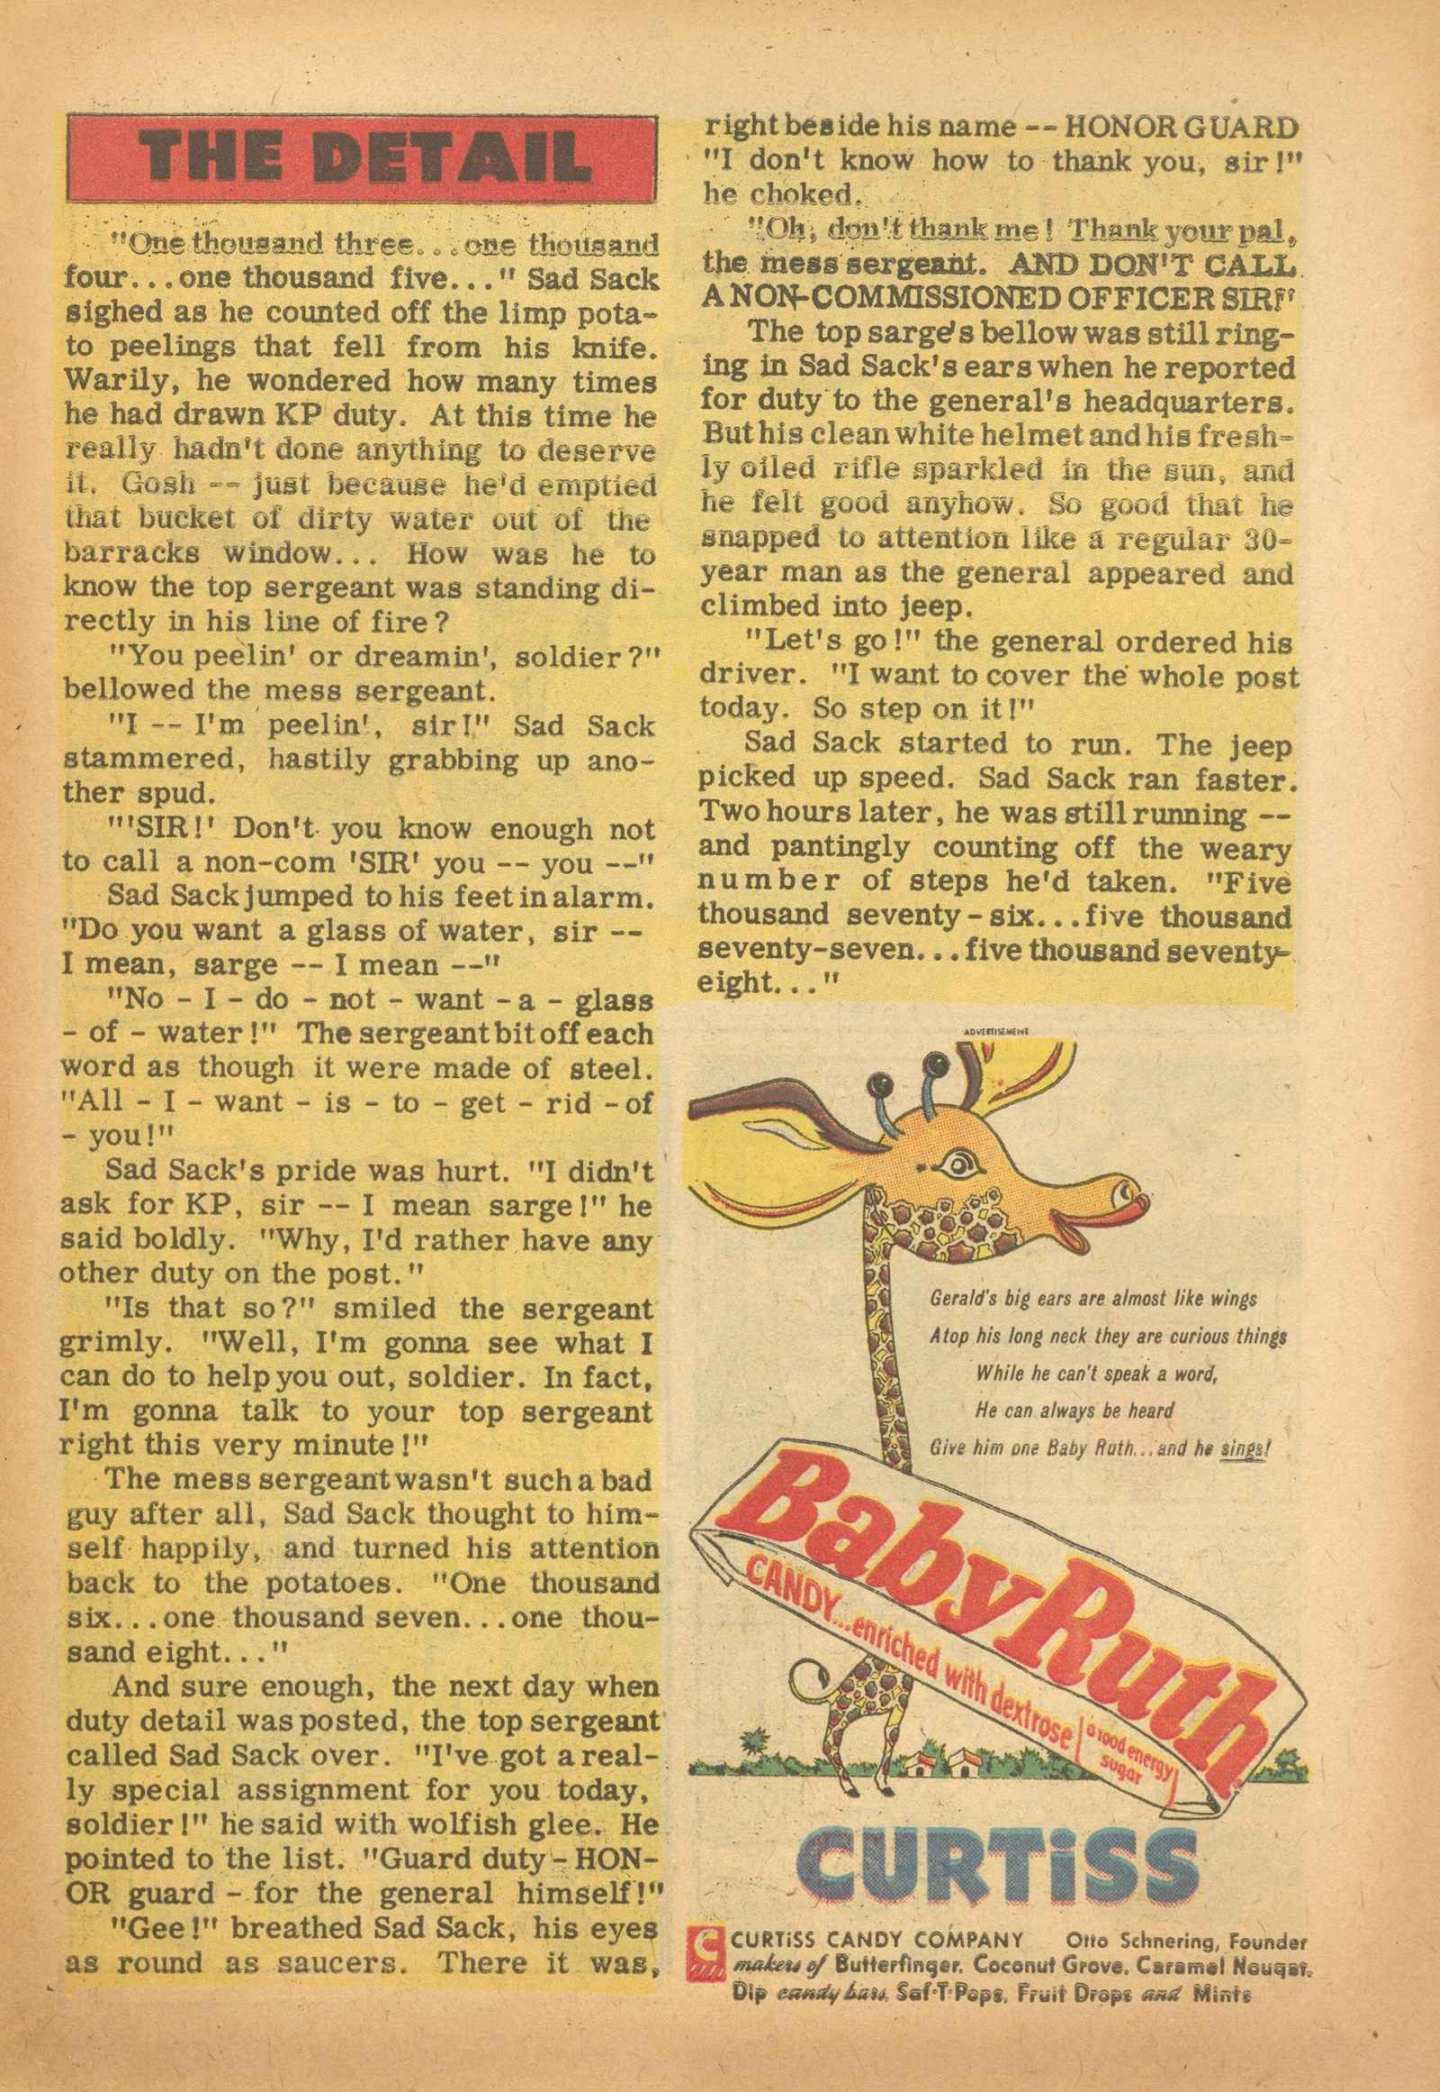 THE DETAIL
"One thousand three...one thousand
four...one thousand five..." Sad Sack
sighed as he counted off the limp pota-
to peelings that fell from his knife.
Warily, he wondered how many times
he had drawn KP duty. At this time he
really hadn't done anything to deserve
it. Gosh -- just because he'd emptied
that bucket of dirty water out of the
barracks window... How was he to
know the top sergeant was standing di-
rectly in his line of fire?
"You peelin' or dreamin', soldier?"
bellowed the mess sergeant.
"I -- I'm peelin', sir!" Sad Sack
stammered, hastily grabbing up ano-
ther spud.
"'SIR!' Don't you know enough not
to call a non-com 'SIR' you -- you --"
Sad Sack jumped to his feet in alarm.
"Do you want a glass of water, sir --
I mean, sarge -- I mean --"
"No - I - do - not - want - a - glass
- of - water!" The sergeant bit off each
word as though it were made of steel.
"All - I - want - is - to - get - rid - of
- you!"
Sad Sack's pride was hurt. "I didn't
ask for KP, sir -- I mean sarge!" he
said boldly. "Why, I'd rather have any
other duty on the post."
"Is that so?" smiled the sergeant
grimly. "Well, I'm gonna see what I
can do to help you out, soldier. In fact,
I'm gonna talk to your top sergeant
right this very minute!"
The mess sergeant wasn't such a bad
guy after all, Sad Sack thought to him-
self happily, and turned his attention
back to the potatoes. "One thousand
six...one thousand seven...one thou-
sand eight..."
And sure enough, the next day when
duty detail was posted, the top sergeant
called Sad Sack over. "I've got a real-
ly special assignment for you today,
soldier!" he said with wolfish glee. He
pointed to the list. "Guard duty - HON-
OR guard - for the general himself!"
"Gee!" breathed Sad Sack, his eyes
as round as saucers. There it was,
right beside his name -- HONOR GUARD
"I don't know how to thank you, sir!"
he choked.
"Oh, don't thank me! Thank your pal,
the mess sergeant. AND DON'T CALL
A NON-COMMISSIONED OFFICER SIR!"
The top sarge's bellow was still ring-
ing in Sad Sack's ears when he reported
for duty to the general's headquarters.
But his clean white helmet and his fresh-
ly oiled rifle sparkled in the sun, and
he felt good anyhow. So good that he
snapped to attention like a regular 30-
year man as the general appeared and
climbed into jeep.
"Let's go!" the general ordered his
driver. "I want to cover the whole post
today. So step on it!"
Sad Sack started to run. The jeep
picked up speed. Sad Sack ran faster.
Two hours later, he was still running --
and pantingly counting off the weary
number of steps he'd taken. "Five
thousand seventy-six...five thousand
seventy-seven...five thousand seventy-
eight..."
ADVERTISEMENT
Gerald's big ears are almost like wings
Atop his long neck they are curious things
While he can't speak a word,
He can always be heard
Give him one Baby Ruth...and he sings!
Baby Ruth
CANDY...enriched with dextrose
a food energy
sugar
CURTiSS
C CURTiSS CANDY COMPANY Otto Schnering, Founder
makers of Butterfinger, Coconut Grove, Caramel Nougat,
Dip candy bars, Saf-T-Pops, Fruit Drops and Mints